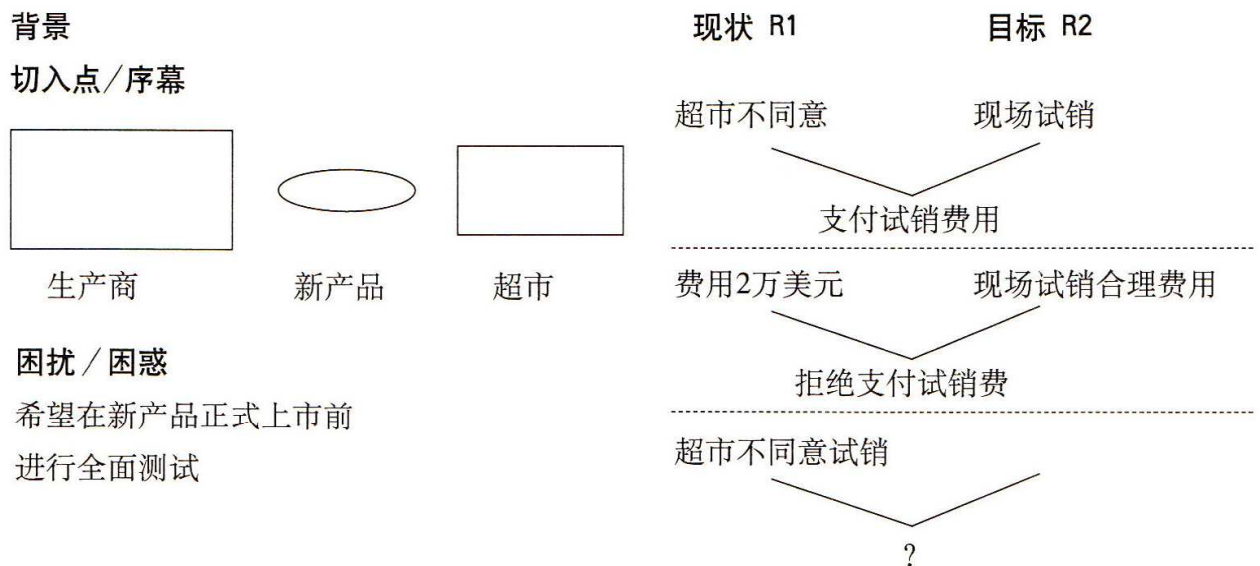 背景
切入点/序幕
生产商 新产品 超市
困扰/困惑
希望在新产品正式上市前
进行全面测试
现状 R1 目标 R2
超市不同意 现场试销
支付试销费用
费用2万美元 现场试销合理费用
拒绝支付试销费
超市不同意试销
?